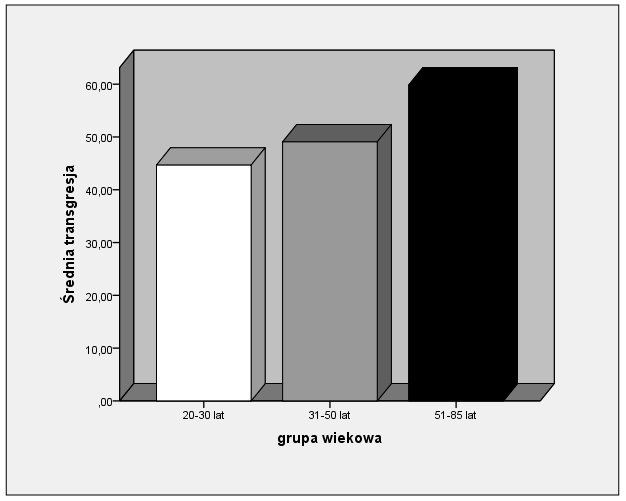 Średnia transgresja
60,00
50,00
40,00
30,00
20,00
10,00
,00
20-30 lat
31-50 lat
51-85 lat
grupa wiekowa